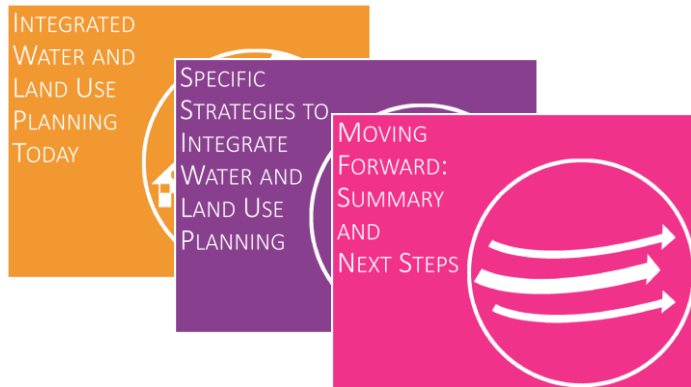 Integrated
Water and
Land Use
Planning
Today
Specific
Strategies to
Integrate
Water and
Land Use
Planning
Moving
Forward:
Summary
and
Next Steps